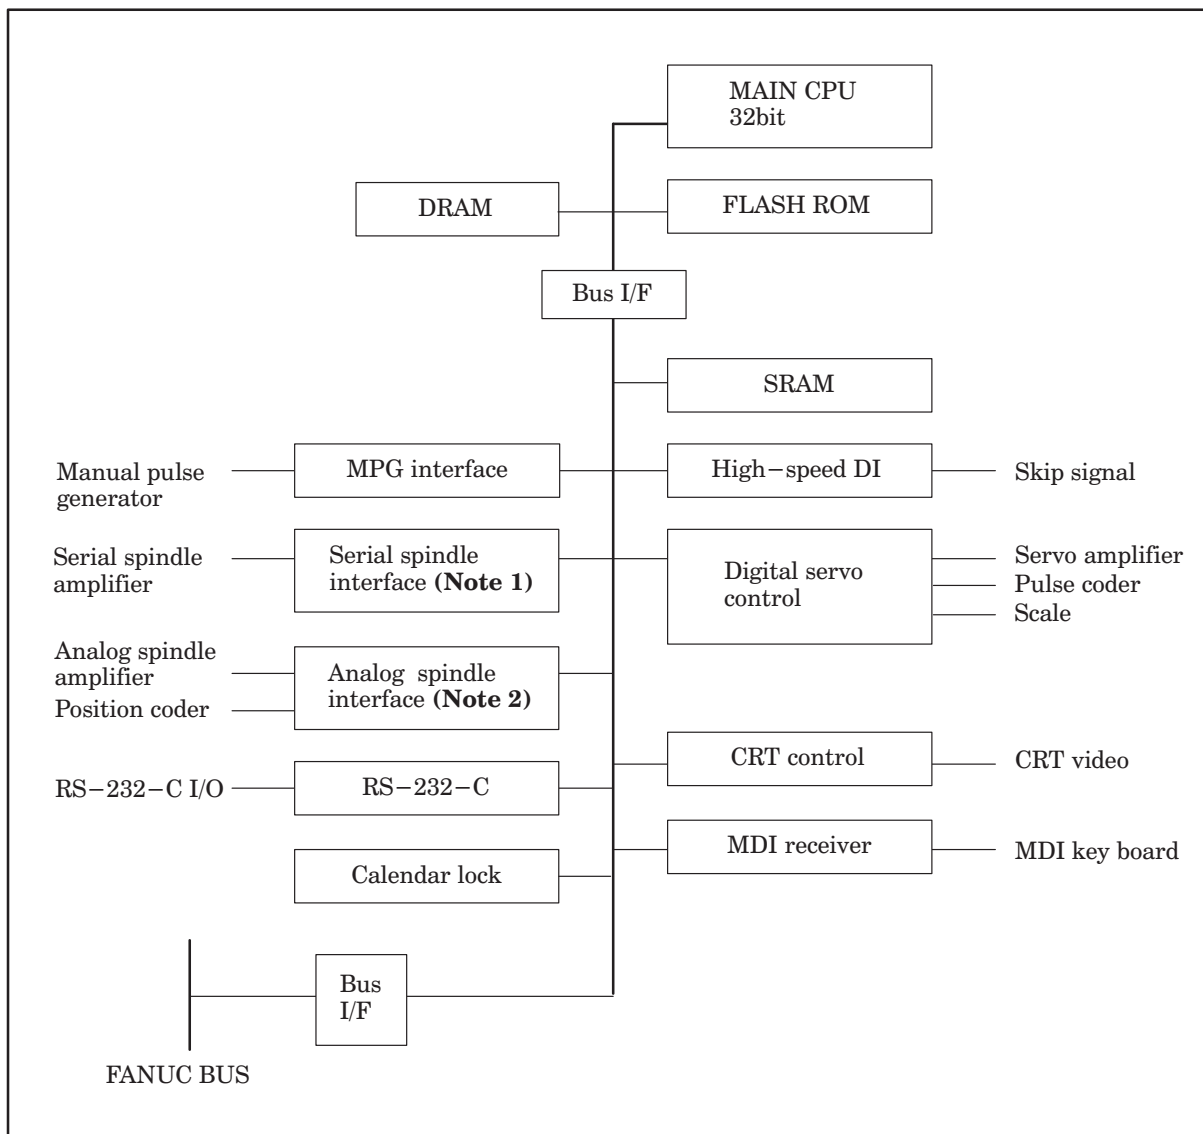 MAIN CPU
32bit
DRAM
FLASH ROM
Bus I/F
SRAM
Manual pulse
generator
MPG interface
High−speed DI
Skip signal
Serial spindle
amplifier
Serial spindle
interface (Note 1)
Digital servo
control
Servo amplifier
Pulse coder
Scale
Analog spindle
amplifier
Position coder
Analog spindle
interface (Note 2)
CRT control
CRT video
RS−232−C I/O
RS−232−C
MDI receiver
MDI key board
Calendar lock
Bus
I/F
FANUC BUS